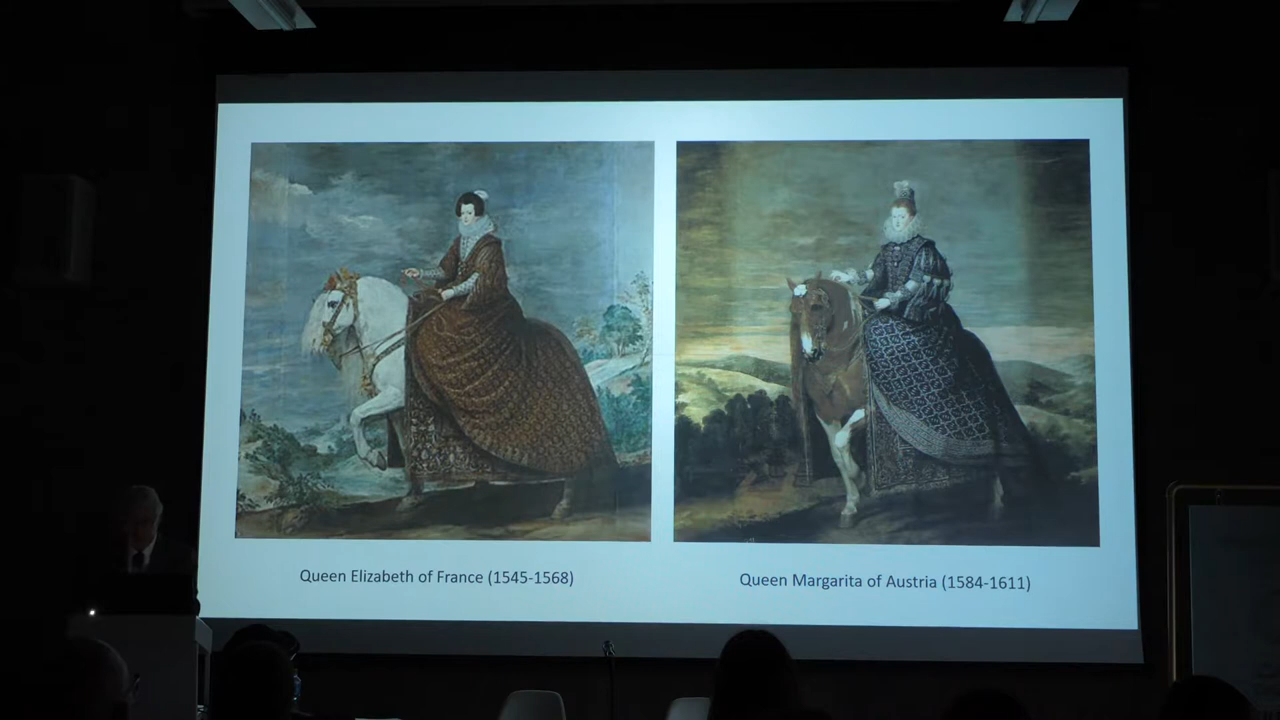 Queen Elizabeth of France (1545-1568)
Queen Margarita of Austria (1584-1611)